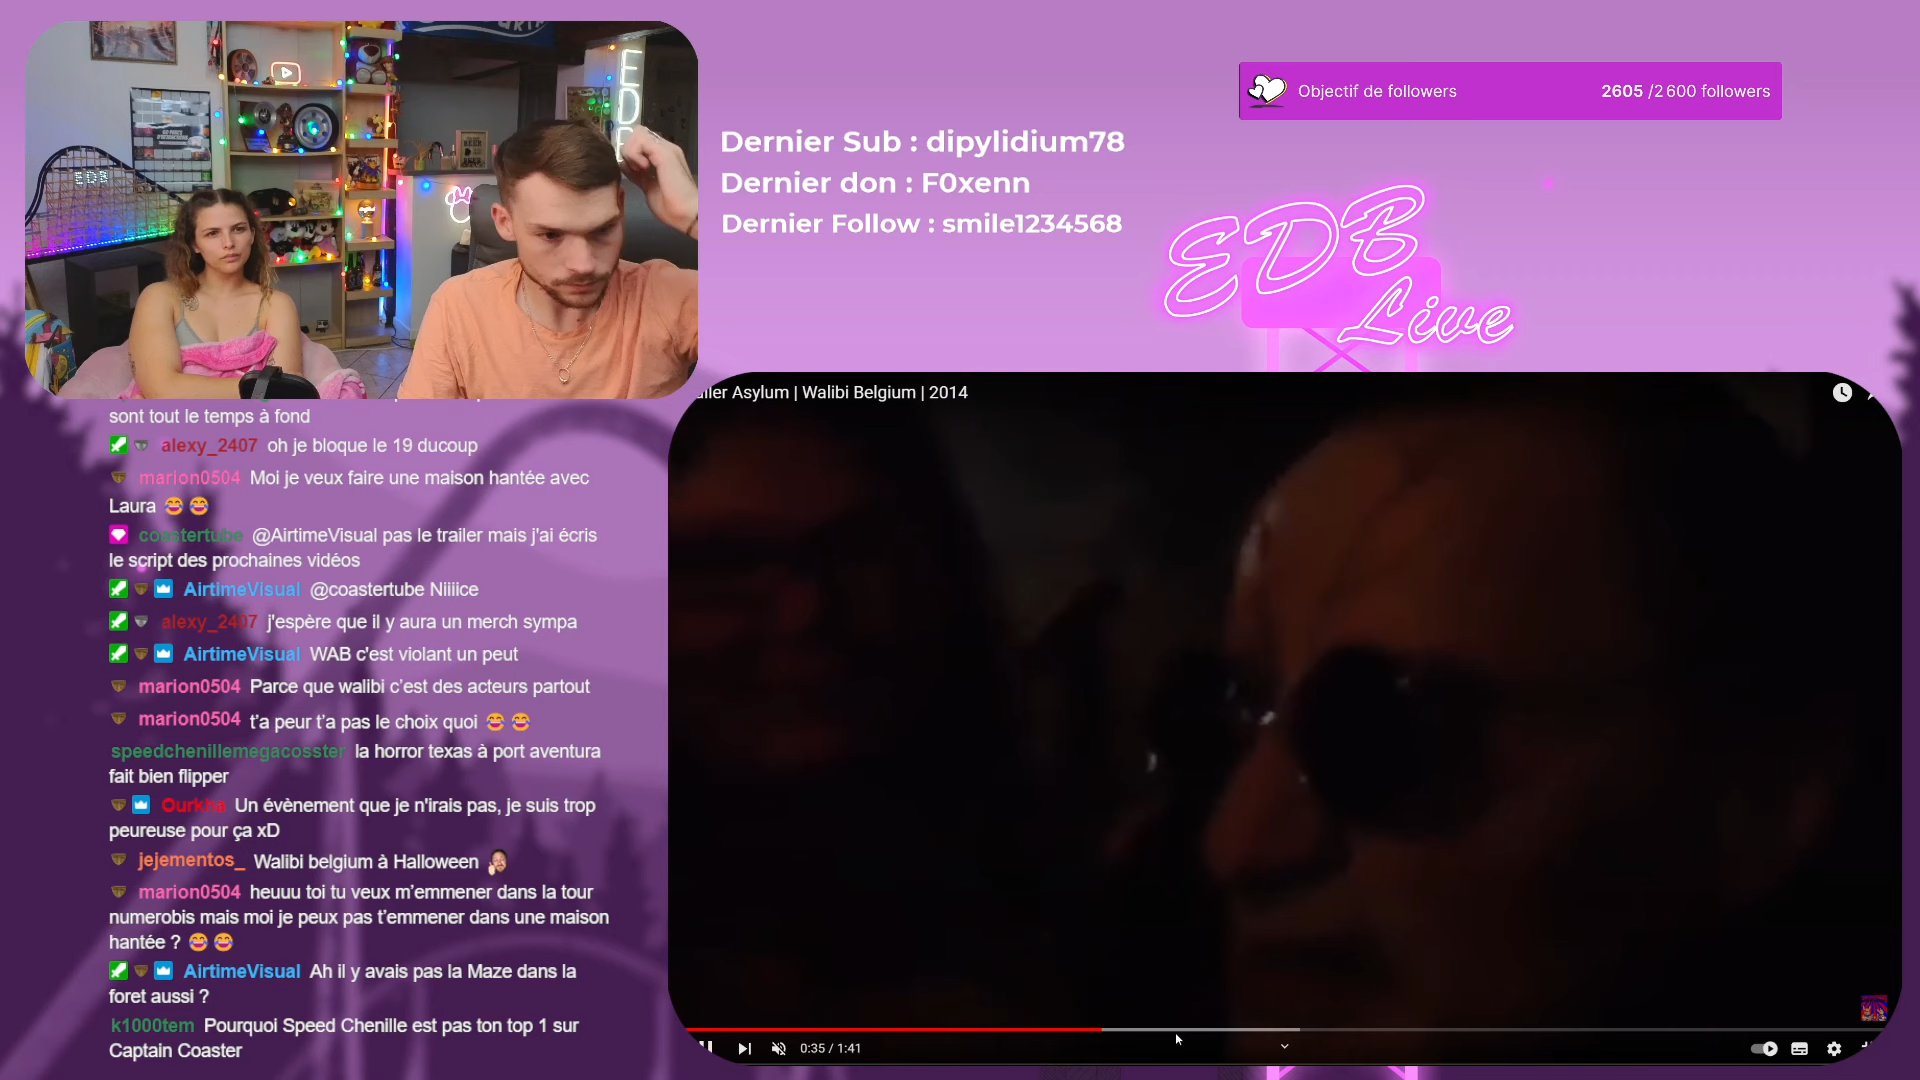 EDB
EDB
Objectif de followers
2605 /2 600 followers
Dernier Sub : dipylidium78
Dernier don : F0xenn
Dernier Follow : smile1234568
EDB
Live
Asylum | Walibi Belgium | 2014
sont tout le temps à fond
alexy_2407 oh je bloque le 19 ducoup
marion0504 Moi je veux faire une maison hantée avec
Laura 😂 😂
coastertube @AirtimeVisual pas le trailer mais j'ai écris
le script des prochaines vidéos
AirtimeVisual @coastertube Niiiice
alexy_2407 j'espère que il y aura un merch sympa
AirtimeVisual WAB c'est violant un peut
marion0504 Parce que walibi c'est des acteurs partout
marion0504 t'a peur t'a pas le choix quoi 😂 😂
speedchenillemegacosster la horror texas à port aventura
fait bien flipper
Ourkha Un évènement que je n'irais pas, je suis trop
peureuse pour ça xD
jejementos_ Walibi belgium à Halloween
marion0504 heuuu toi tu veux m'emmener dans la tour
numerobis mais moi je peux pas t'emmener dans une maison
hantée ? 😂 😂
AirtimeVisual Ah il y avais pas la Maze dans la
foret aussi ?
k1000tem Pourquoi Speed Chenille est pas ton top 1 sur
Captain Coaster
0:35 / 1:41